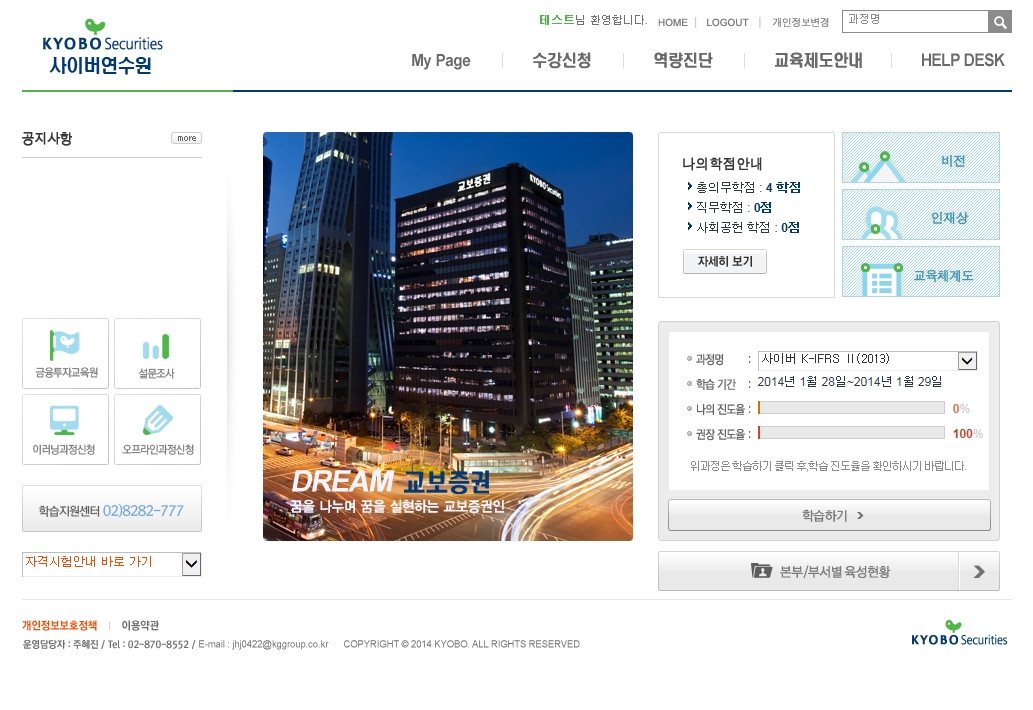 KYOBO Securities
사이버연수원
테스트님 환영합니다.
HOME
LOGOUT
개인정보변경
과정명
My Page
수강신청
역량진단
교육제도안내
HELP DESK
공지사항
more
금융투자교육원
설문조사
이러닝과정신청
오프라인과정신청
학습지원센터 02)8282-777
자격시험안내 바로 가기
교보증권
KYOBO Securities
DREAM 교보증권
꿈을 나누며 꿈을 실현하는 교보증권인
나의학점안내
총의무학점 : 4 학점
직무학점 : 0점
사회공헌 학점 : 0점
자세히 보기
비전
인재상
교육체계도
과정명 : 사이버 K-IFRS Ⅱ(2013)
학습 기간 : 2014년 1월 28일~2014년 1월 29일
나의 진도율 : 0%
권장 진도율 : 100%
위과정은 학습하기 클릭 후,학습 진도율을 확인하시기 바랍니다.
학습하기 >
본부/부서별 육성현황
개인정보보호정책
이용약관
운영담당자 : 주혜진 / Tel : 02-870-8552 / E-mail : jhj0422@kggroup.co.kr COPYRIGHT © 2014 KYOBO. ALL RIGHTS RESERVED
KYOBO Securities